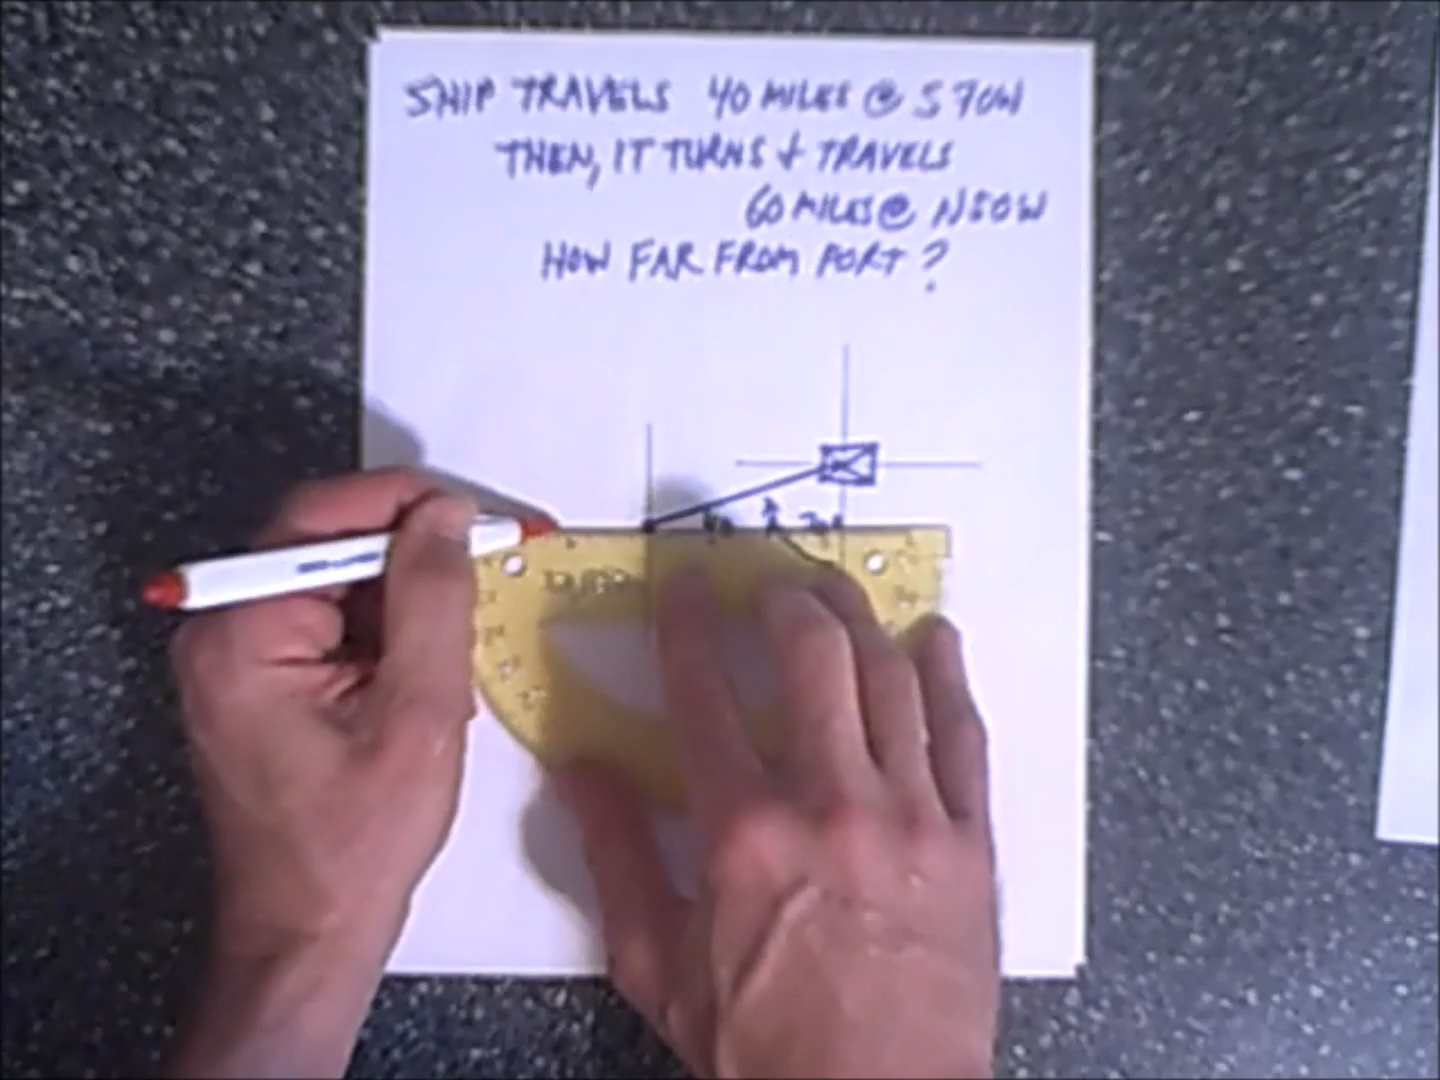 SHIP TRAVELS 40 MILES @ S 70W
THEN, IT TURNS + TRAVELS
60 MILES @ N50W
HOW FAR FROM PORT?